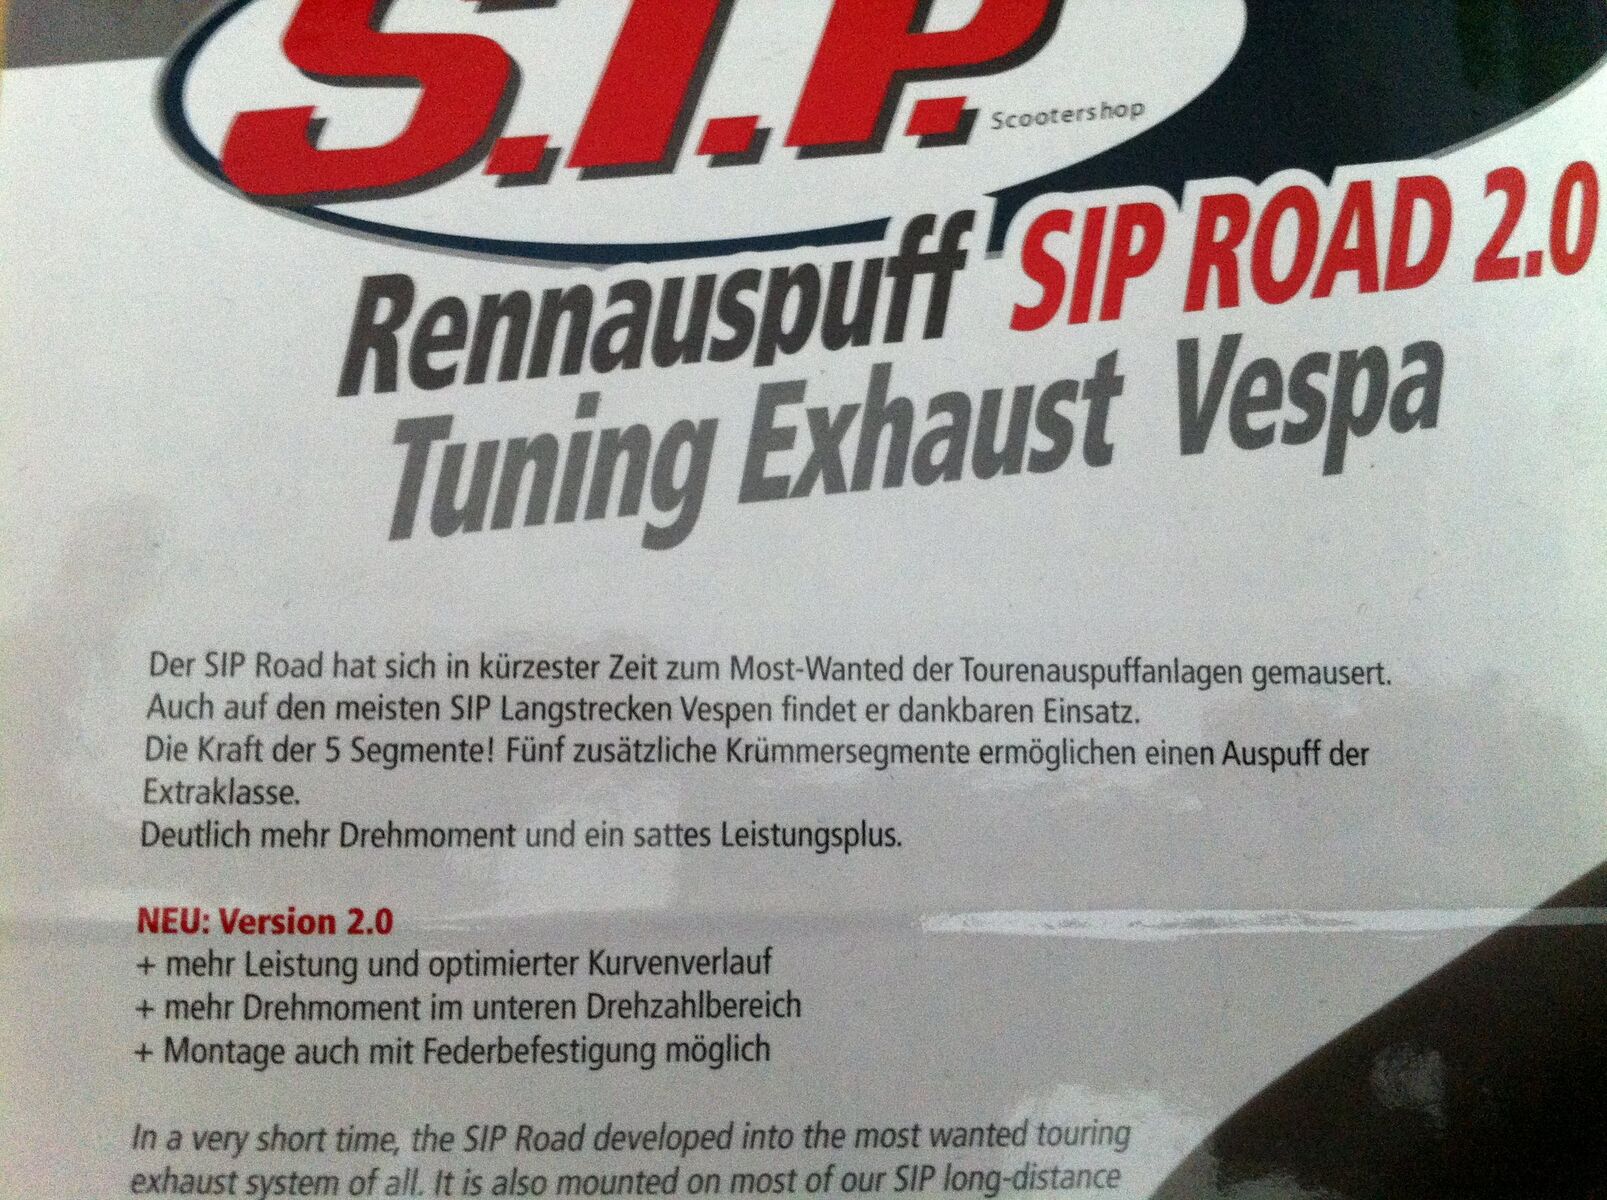 S.I.P.
Scootershop
Rennauspuff SIP ROAD 2.0
Tuning Exhaust Vespa
Der SIP Road hat sich in kürzester Zeit zum Most-Wanted der Tourenauspuffanlagen gemausert.
Auch auf den meisten SIP Langstrecken Vespen findet er dankbaren Einsatz.
Die Kraft der 5 Segmente! Fünf zusätzliche Krümmersegmente ermöglichen einen Auspuff der
Extraklasse.
Deutlich mehr Drehmoment und ein sattes Leistungsplus.
NEU: Version 2.0
+ mehr Leistung und optimierter Kurvenverlauf
+ mehr Drehmoment im unteren Drehzahlbereich
+ Montage auch mit Federbefestigung möglich
In a very short time, the SIP Road developed into the most wanted touring
exhaust system of all. It is also mounted on most of our SIP long-distance